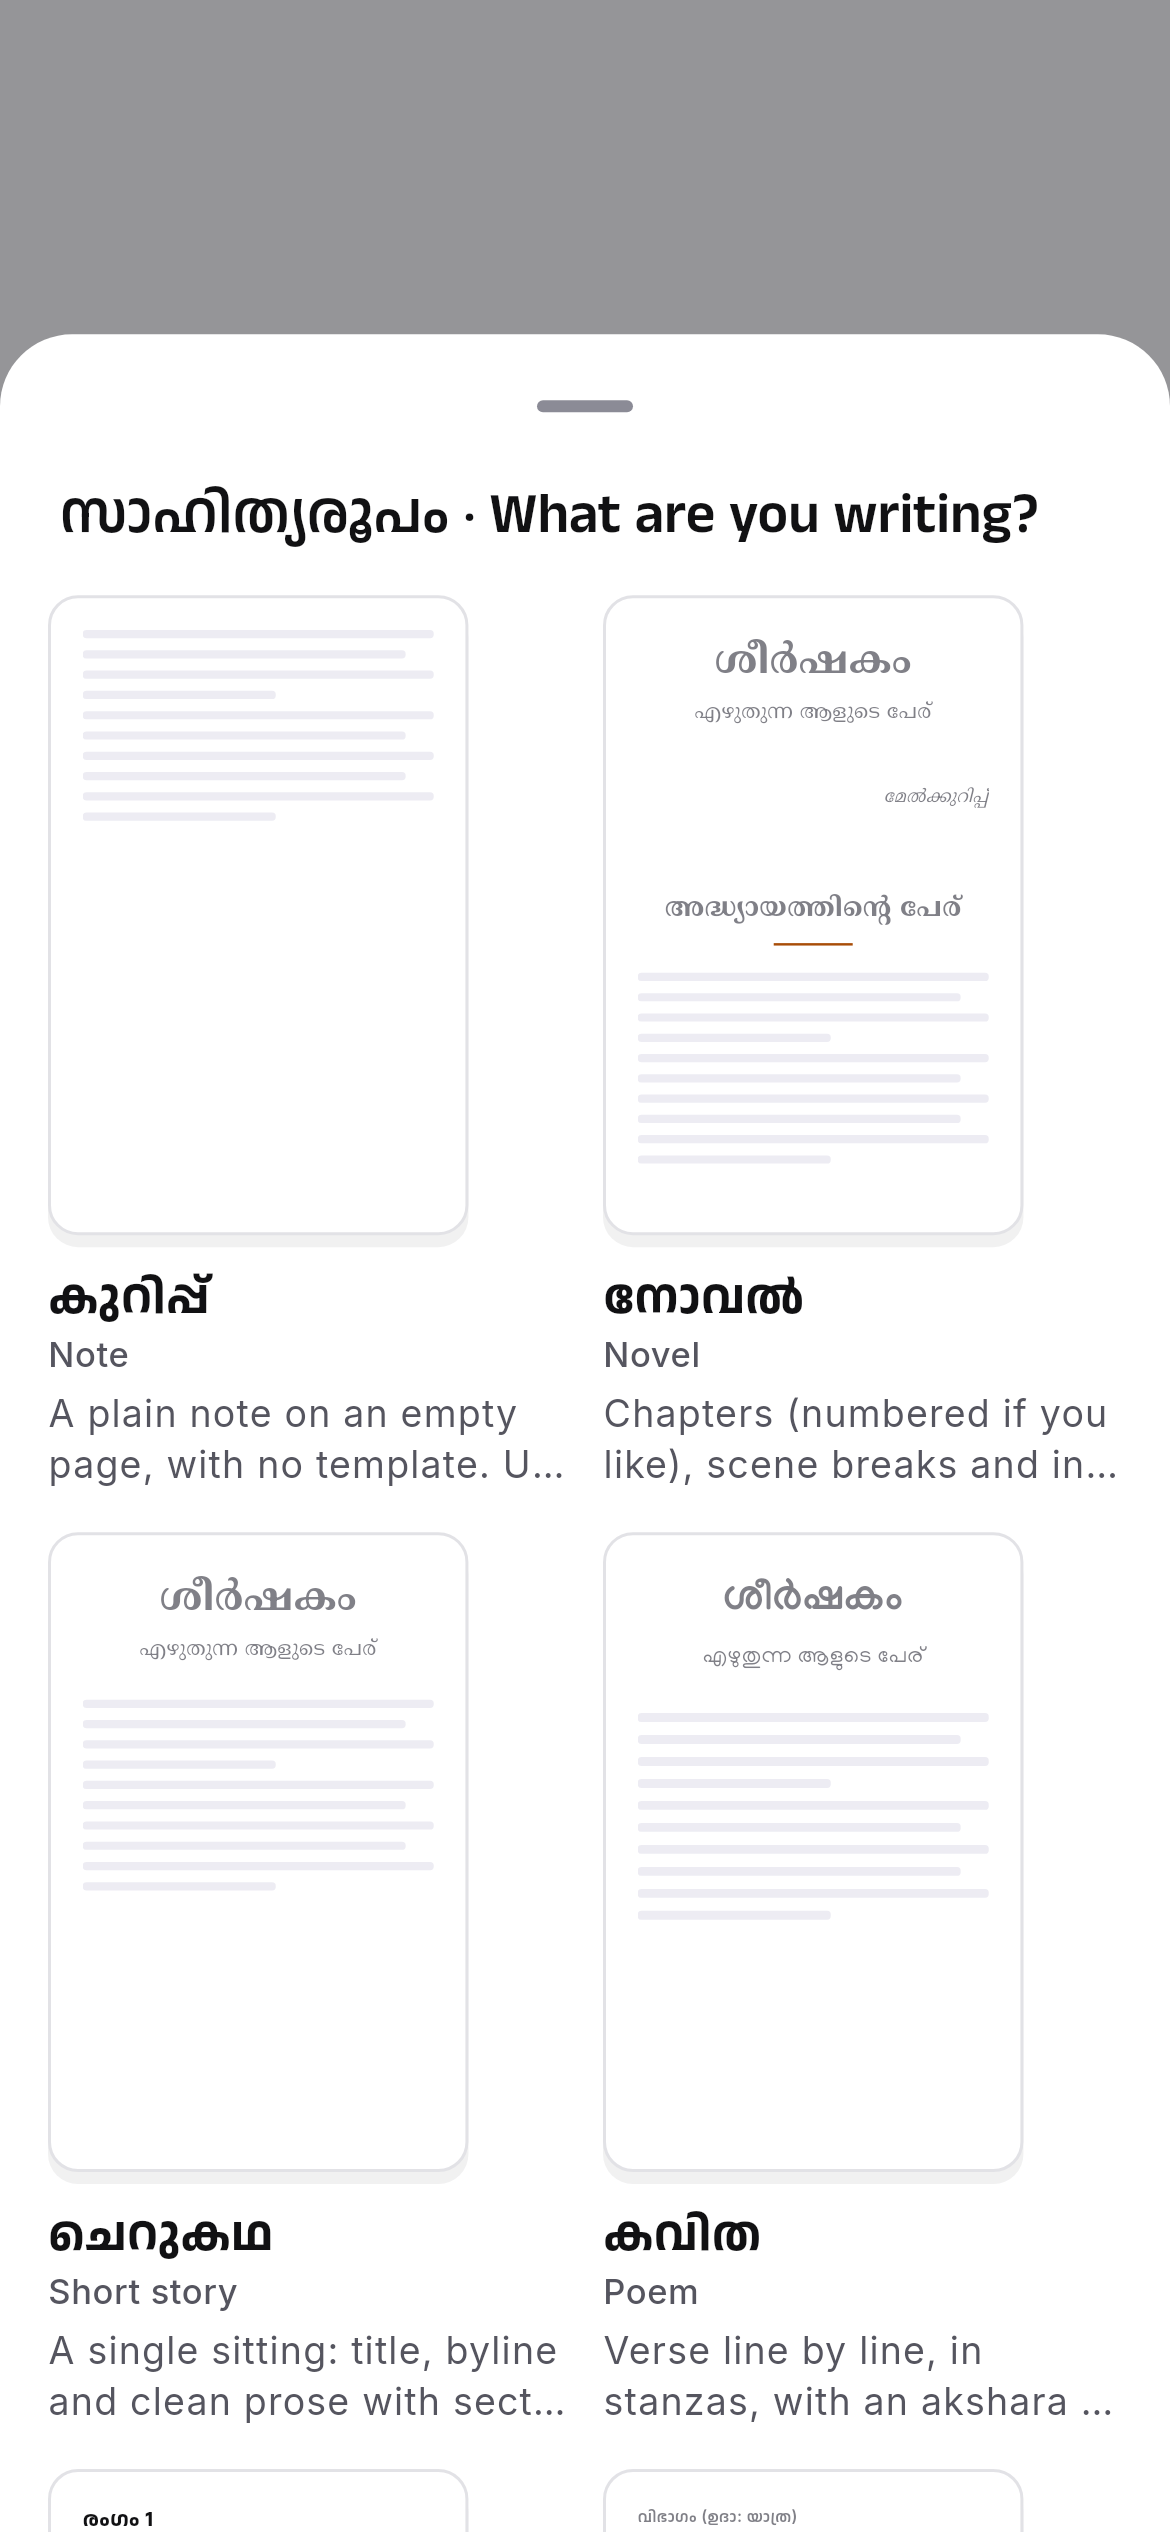 സാഹിത്യരൂപം · What are you writing?
ശീർഷകം
എഴുതുന്ന ആളുടെ പേര്
മേൽക്കുറിപ്പ്
അദ്ധ്യായത്തിന്റെ പേര്
കുറിപ്പ്
Note
A plain note on an empty
page, with no template. U...
നോവൽ
Novel
Chapters (numbered if you
like), scene breaks and in...
ശീർഷകം
എഴുതുന്ന ആളുടെ പേര്
ശീർഷകം
എഴുതുന്ന ആളുടെ പേര്
ചെറുകഥ
Short story
A single sitting: title, byline
and clean prose with sect...
കവിത
Poem
Verse line by line, in
stanzas, with an akshara ...
രംഗം 1
വിഭാഗം (ഉദാ: യാത്ര)